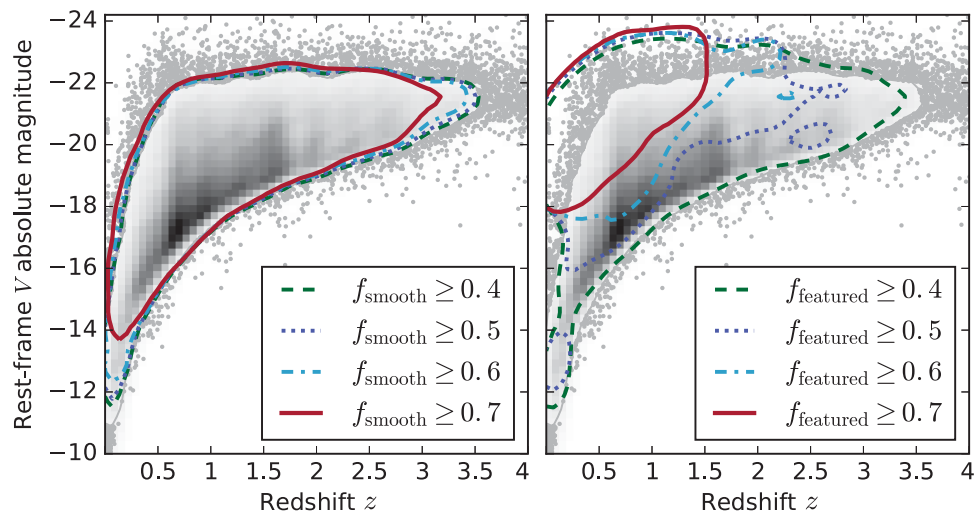 Rest-frame V absolute magnitude
−24
−22
−20
−18
−16
−14
−12
−10
f_smooth ≥ 0.4
f_smooth ≥ 0.5
f_smooth ≥ 0.6
f_smooth ≥ 0.7
0.5 1 1.5 2 2.5 3 3.5 4
Redshift z
f_featured ≥ 0.4
f_featured ≥ 0.5
f_featured ≥ 0.6
f_featured ≥ 0.7
0.5 1 1.5 2 2.5 3 3.5 4
Redshift z